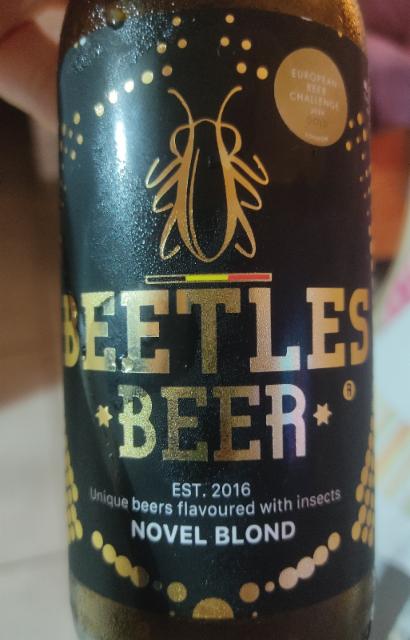 EUROPEAN
BEER
CHALLENGE
BEETLES
BEER
EST. 2016
Unique beers flavoured with insects
NOVEL BLOND